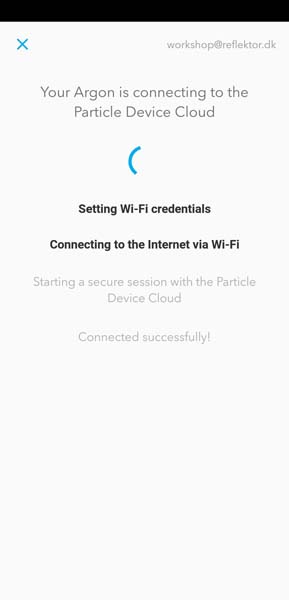 workshop@reflektor.dk
Your Argon is connecting to the
Particle Device Cloud
Setting Wi-Fi credentials
Connecting to the Internet via Wi-Fi
Starting a secure session with the Particle
Device Cloud
Connected successfully!